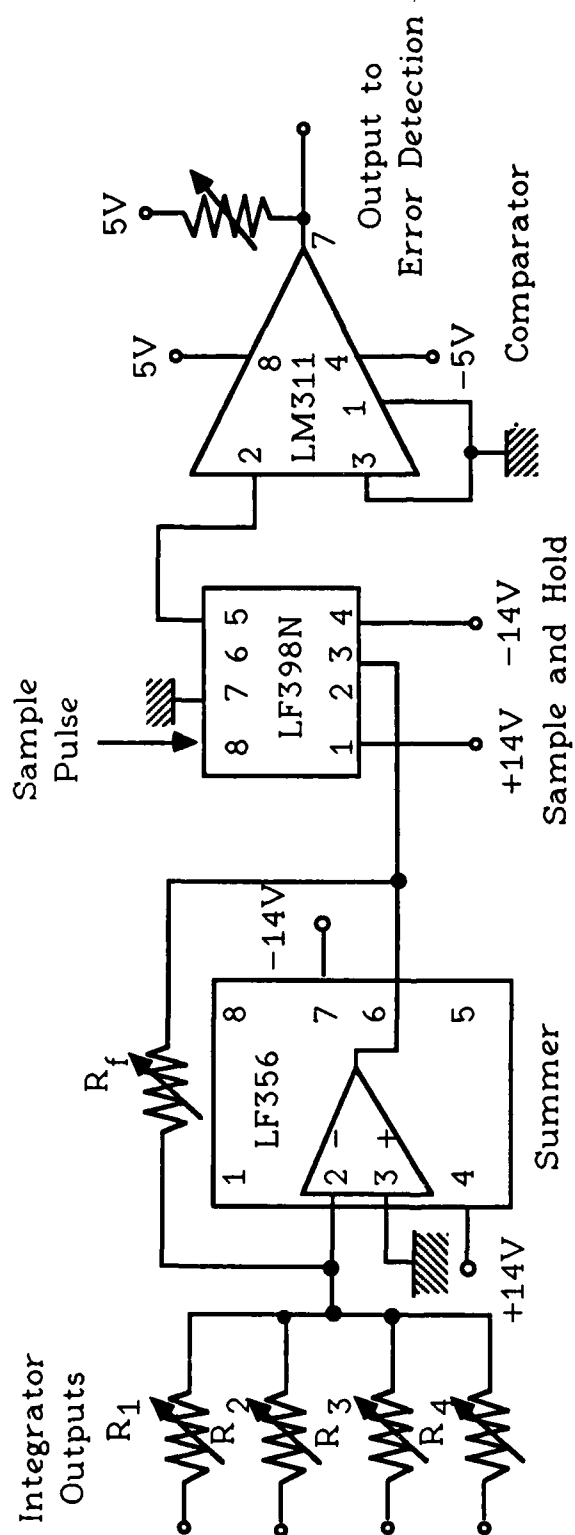 Integrator
Outputs
R1
R2
R3
R4
Rf
LF356
1
2
3
4
8
7
6
5
−
+
−14V
+14V
Summer
Sample
Pulse
8 7 6 5
LF398N
1 2 3 4
+14V
−14V
Sample and Hold
5V
5V
2
8
LM311
3
1
4
7
−5V
Output to
Error Detection
Comparator